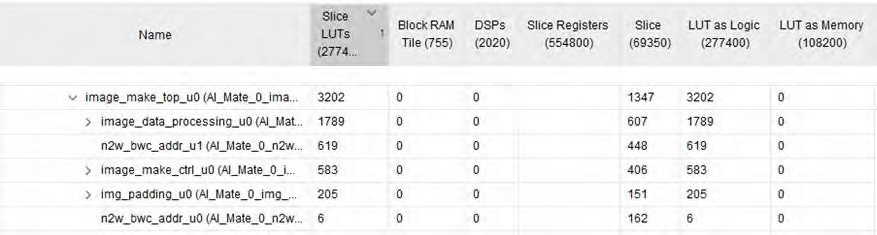 Name Slice LUTs (2774... 1 Block RAM Tile (755) DSPs (2020) Slice Registers (554800) Slice (69350) LUT as Logic (277400) LUT as Memory (108200)
image_make_top_u0 (AI_Mate_0_ima... 3202 0 0 1347 3202 0
image_data_processing_u0 (AI_Mat... 1789 0 0 607 1789 0
n2w_bwc_addr_u1 (AI_Mate_0_n2w... 619 0 0 448 619 0
image_make_ctrl_u0 (AI_Mate_0_i... 583 0 0 406 583 0
img_padding_u0 (AI_Mate_0_img_... 205 0 0 151 205 0
n2w_bwc_addr_u0 (AI_Mate_0_n2w... 6 0 0 162 6 0